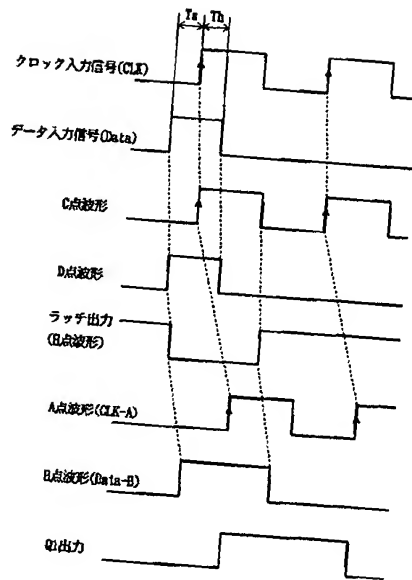 Ts Th
クロック入力信号(CLK)
データ入力信号(Data)
C点波形
D点波形
ラッチ出力
(H点波形)
A点波形(CLK-A)
B点波形(Data-B)
Q1出力